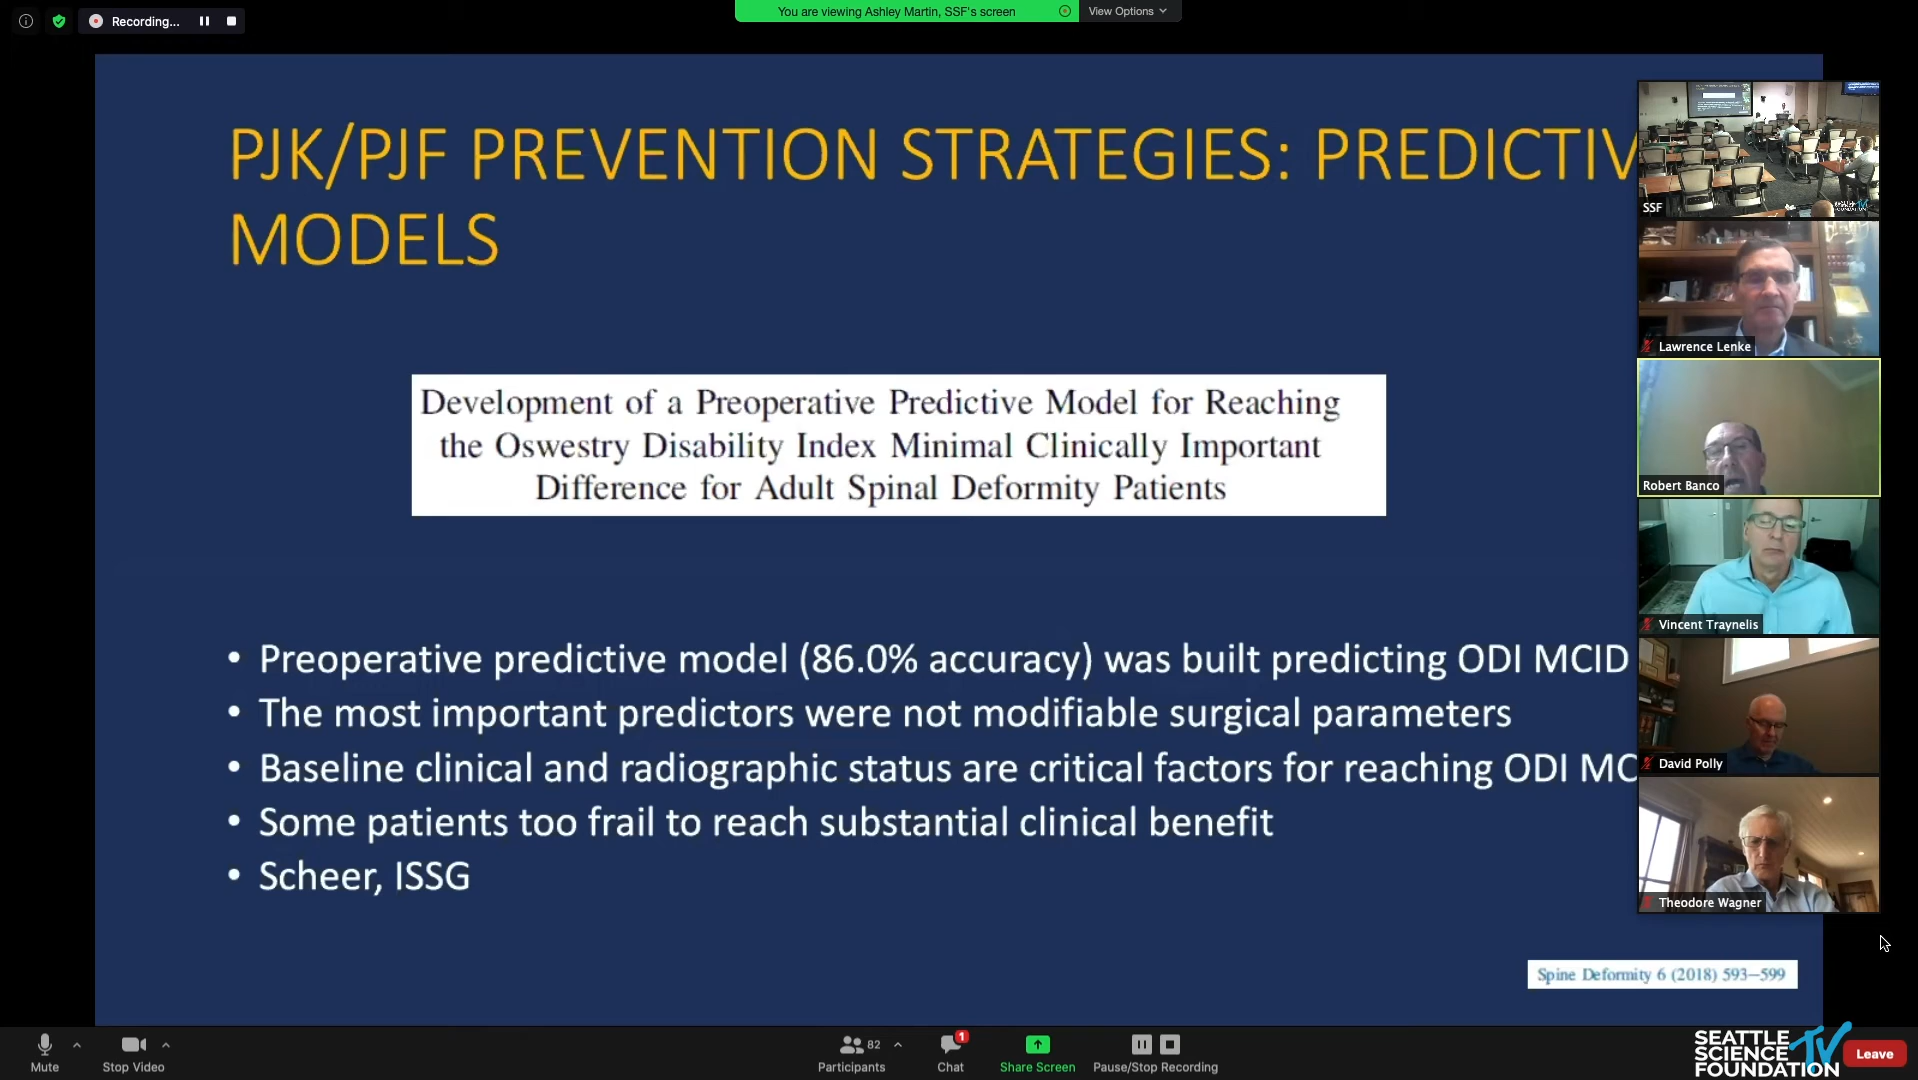 Recording...
You are viewing Ashley Martin, SSF's screen
View Options
PJK/PJF PREVENTION STRATEGIES: PREDICTIV
MODELS
Development of a Preoperative Predictive Model for Reaching
the Oswestry Disability Index Minimal Clinically Important
Difference for Adult Spinal Deformity Patients
• Preoperative predictive model (86.0% accuracy) was built predicting ODI MCID
• The most important predictors were not modifiable surgical parameters
• Baseline clinical and radiographic status are critical factors for reaching ODI MC
• Some patients too frail to reach substantial clinical benefit
• Scheer, ISSG
Spine Deformity 6 (2018) 593–599
SSF
Lawrence Lenke
Robert Banco
Vincent Traynelis
David Polly
Theodore Wagner
Mute
Stop Video
82
Participants
1
Chat
Share Screen
Pause/Stop Recording
SEATTLE
SCIENCE
FOUNDATION
TV
Leave